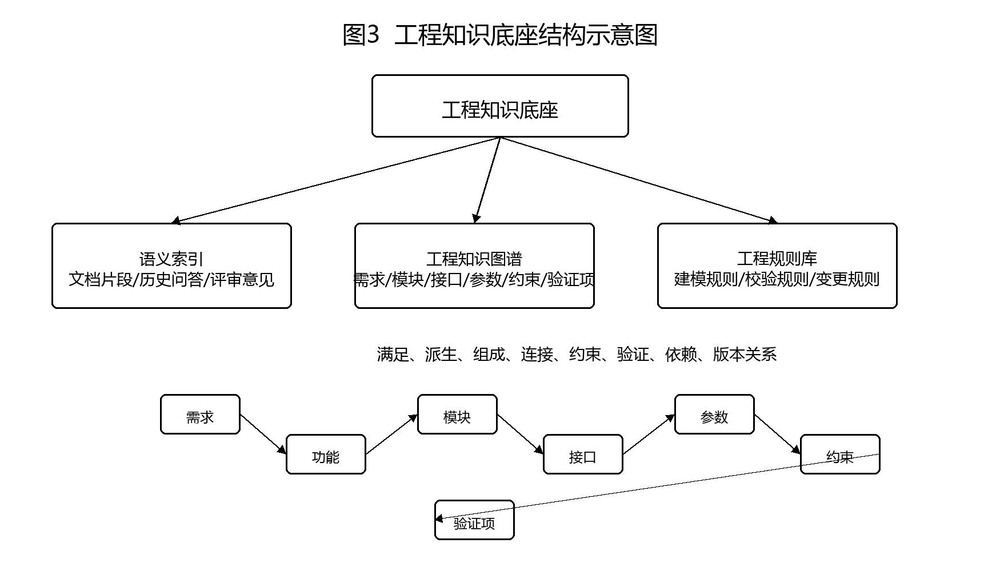 图3 工程知识底座结构示意图
工程知识底座
语义索引
文档片段/历史问答/评审意见
工程知识图谱
需求/模块/接口/参数/约束/验证项
工程规则库
建模规则/校验规则/变更规则
满足、派生、组成、连接、约束、验证、依赖、版本关系
需求
功能
模块
接口
参数
约束
验证项